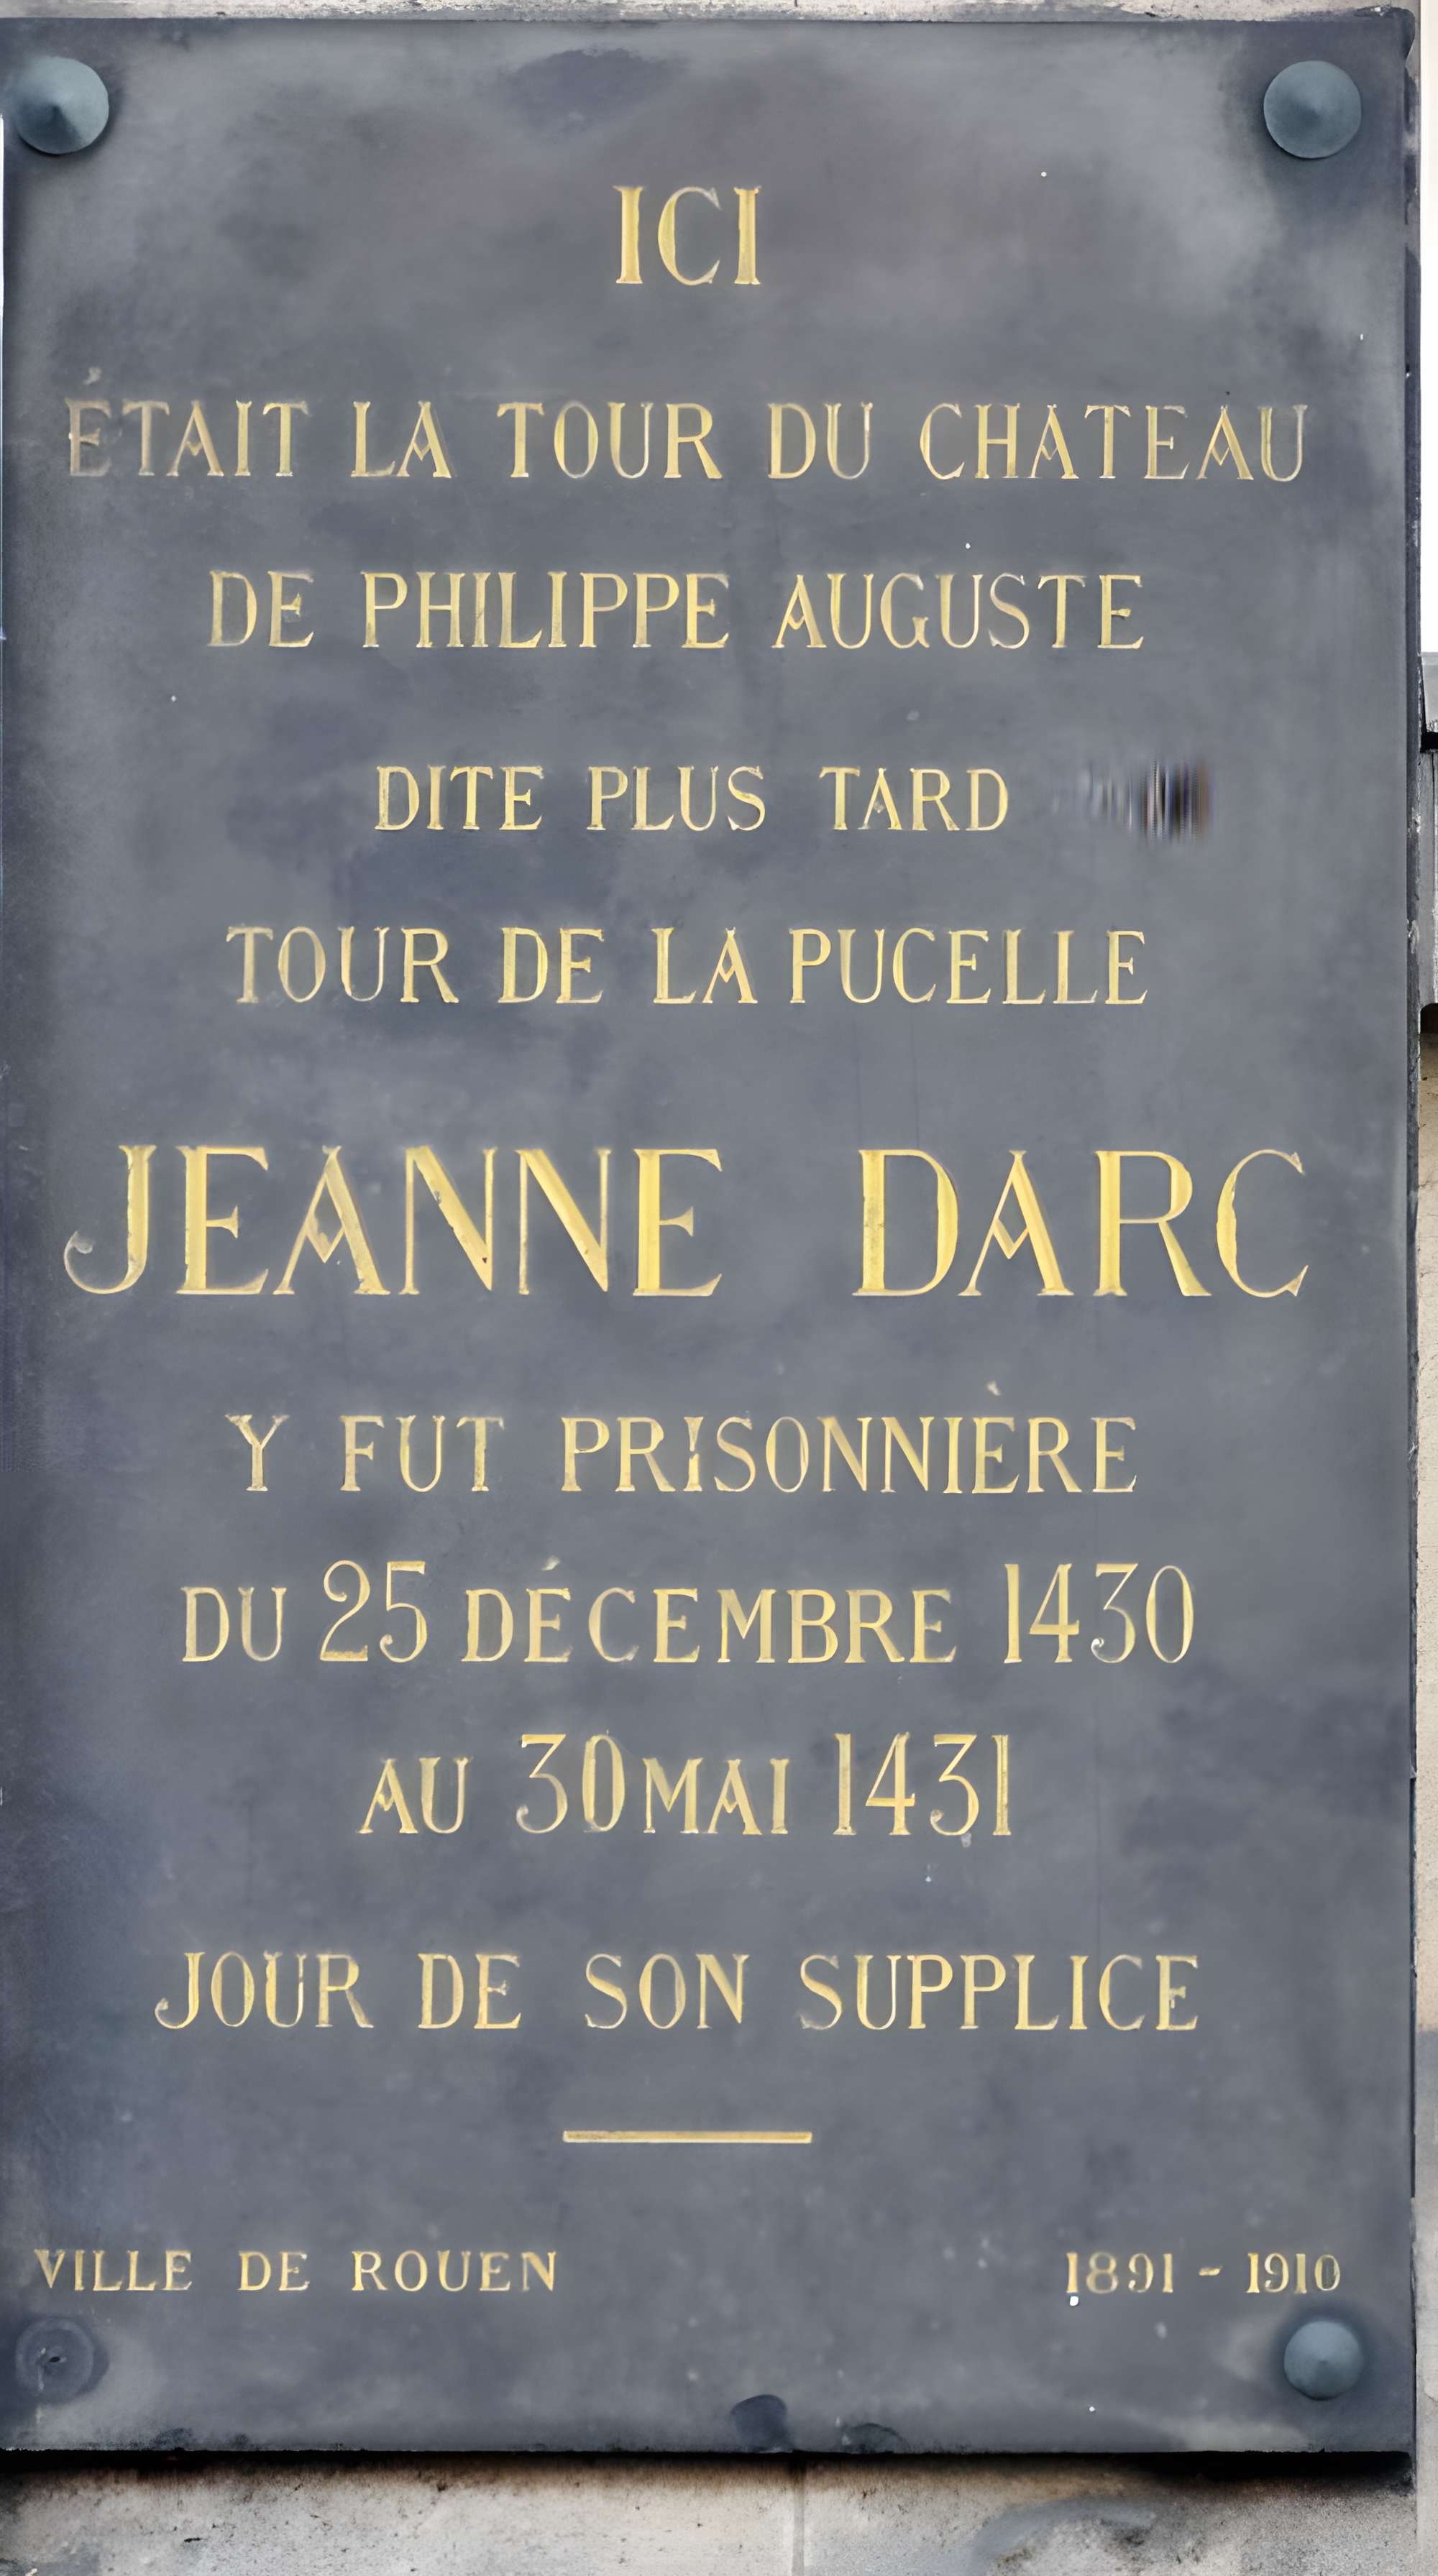 ICI
ÉTAIT LA TOUR DU CHATEAU
DE PHILIPPE AUGUSTE
DITE PLUS TARD
TOUR DE LA PUCELLE
JEANNE DARC
Y FUT PRISONNIÈRE
DU 25 DÉCEMBRE 1430
AU 30 MAI 1431
JOUR DE SON SUPPLICE
VILLE DE ROUEN 1891 - 1910